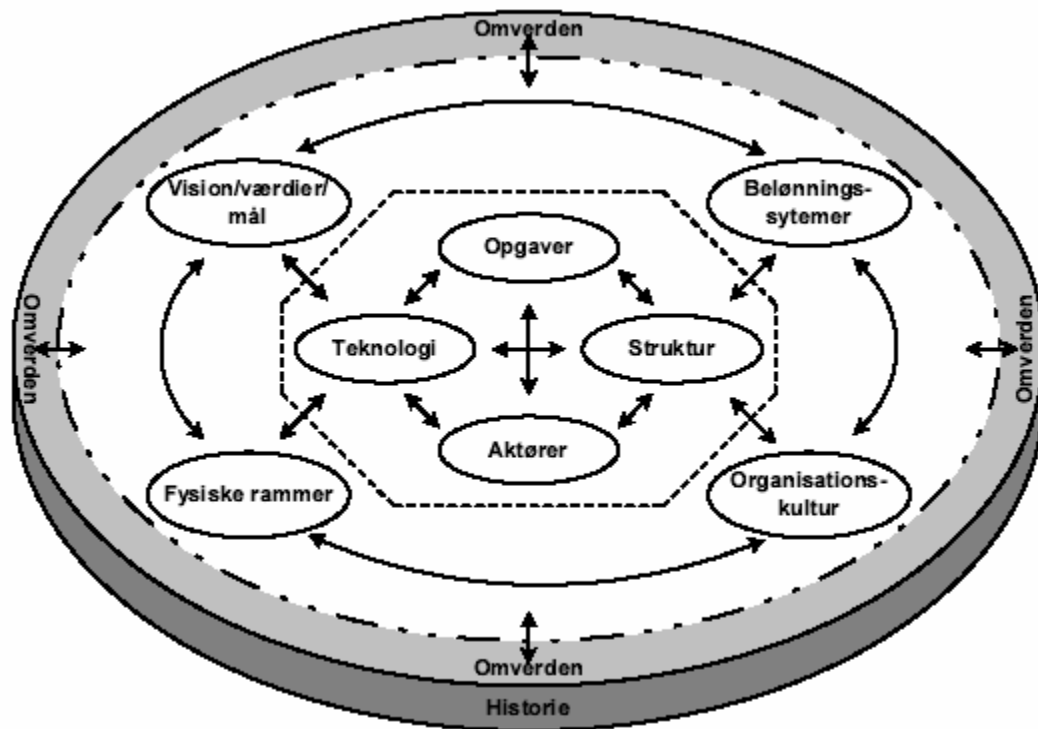 Omverden
Vision/værdier/
mål
Belønnings-
sytemer
Opgaver
Omverden
Teknologi
Struktur
Omverden
Aktører
Fysiske rammer
Organisations-
kultur
Omverden
Historie